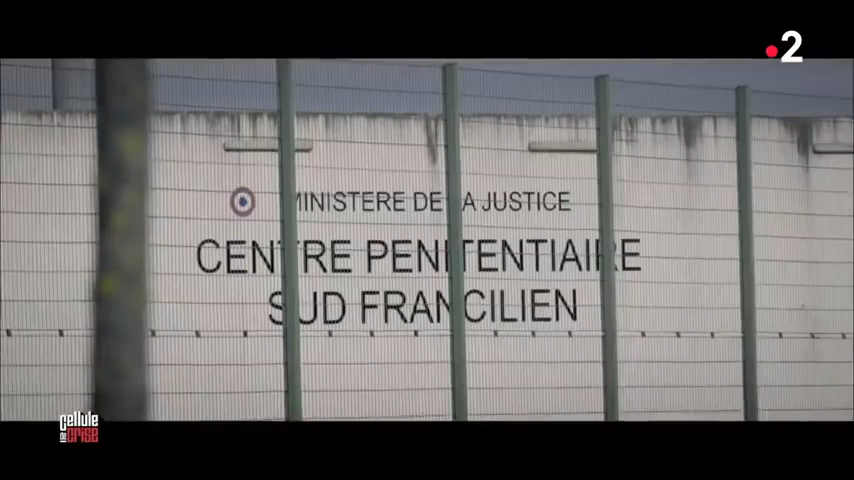 2
MINISTERE DE LA JUSTICE
CENTRE PENITENTIAIRE
SUD FRANCILIEN
Cellule
DE CRISE